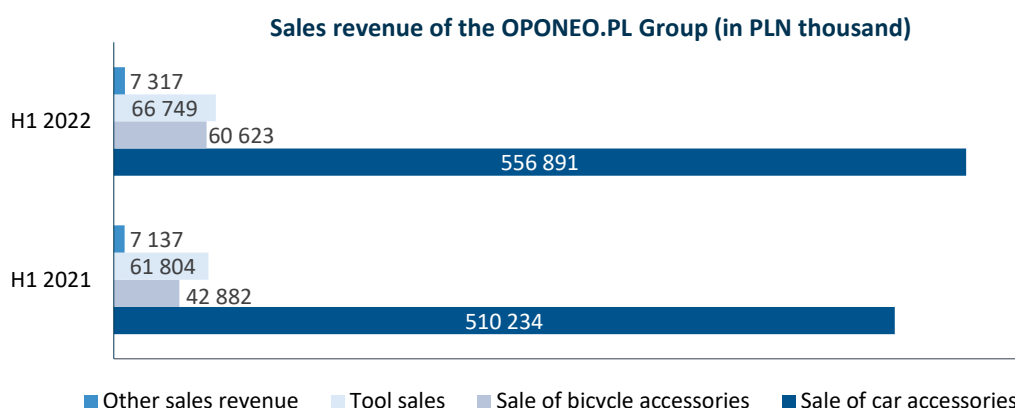 Sales revenue of the OPONEO.PL Group (in PLN thousand)
H1 2022
7 317
66 749
60 623
556 891
H1 2021
7 137
61 804
42 882
510 234
Other sales revenue Tool sales Sale of bicycle accessories Sale of car accessories